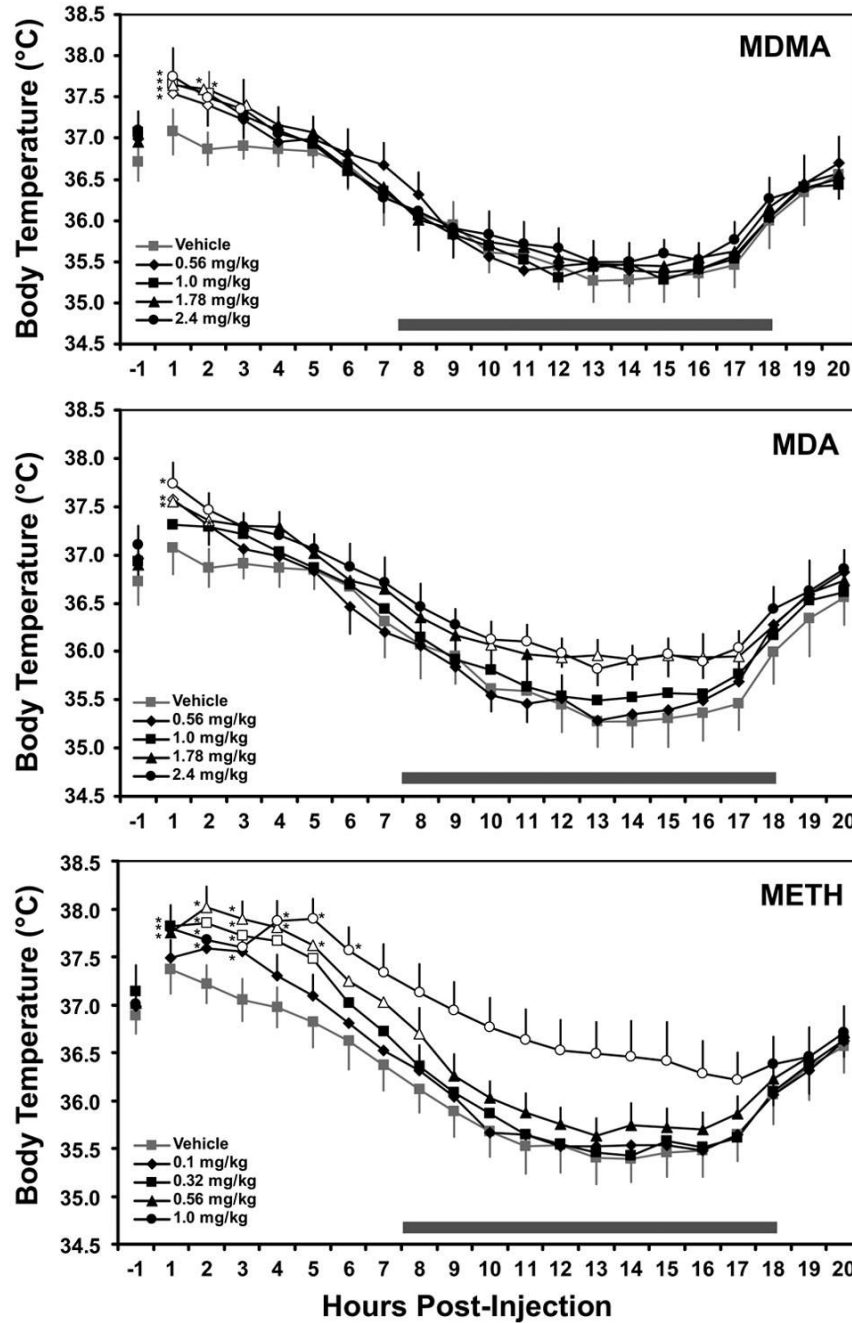 MDMA
Body Temperature (°C)
38.5
38.0
37.5
37.0
36.5
36.0
35.5
35.0
34.5
* * * *
* *
Vehicle
0.56 mg/kg
1.0 mg/kg
1.78 mg/kg
2.4 mg/kg
-1 1 2 3 4 5 6 7 8 9 10 11 12 13 14 15 16 17 18 19 20
MDA
Body Temperature (°C)
38.5
38.0
37.5
37.0
36.5
36.0
35.5
35.0
34.5
*
* *
Vehicle
0.56 mg/kg
1.0 mg/kg
1.78 mg/kg
2.4 mg/kg
-1 1 2 3 4 5 6 7 8 9 10 11 12 13 14 15 16 17 18 19 20
METH
Body Temperature (°C)
38.5
38.0
37.5
37.0
36.5
36.0
35.5
35.0
34.5
* * *
* * * *
* * * *
* *
* *
*
Vehicle
0.1 mg/kg
0.32 mg/kg
0.56 mg/kg
1.0 mg/kg
-1 1 2 3 4 5 6 7 8 9 10 11 12 13 14 15 16 17 18 19 20
Hours Post-Injection